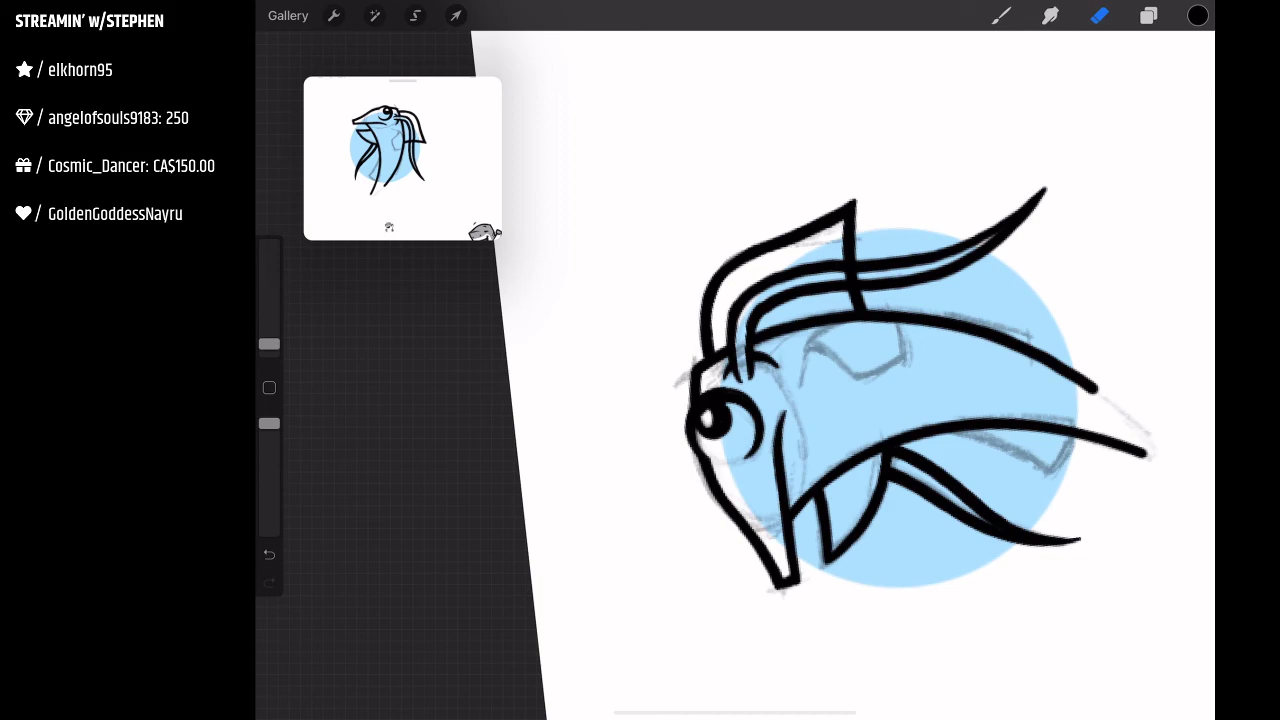 STREAMIN' w/STEPHEN
/ elkhorn95
/ angelofsouls9183: 250
/ Cosmic_Dancer: CA$150.00
/ GoldenGoddessNayru
Gallery